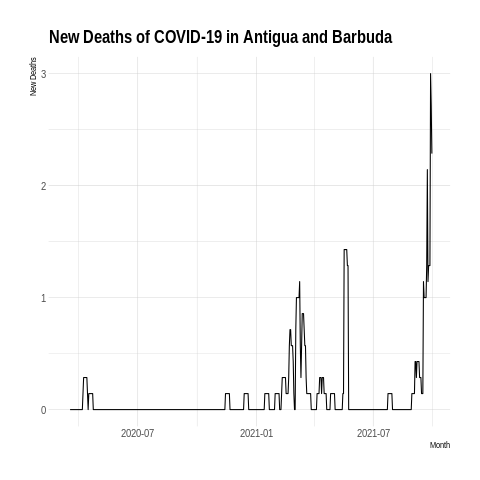 New Deaths of COVID-19 in Antigua and Barbuda
New Deaths
3
2
1
0
2020-07 2021-01 2021-07
Month